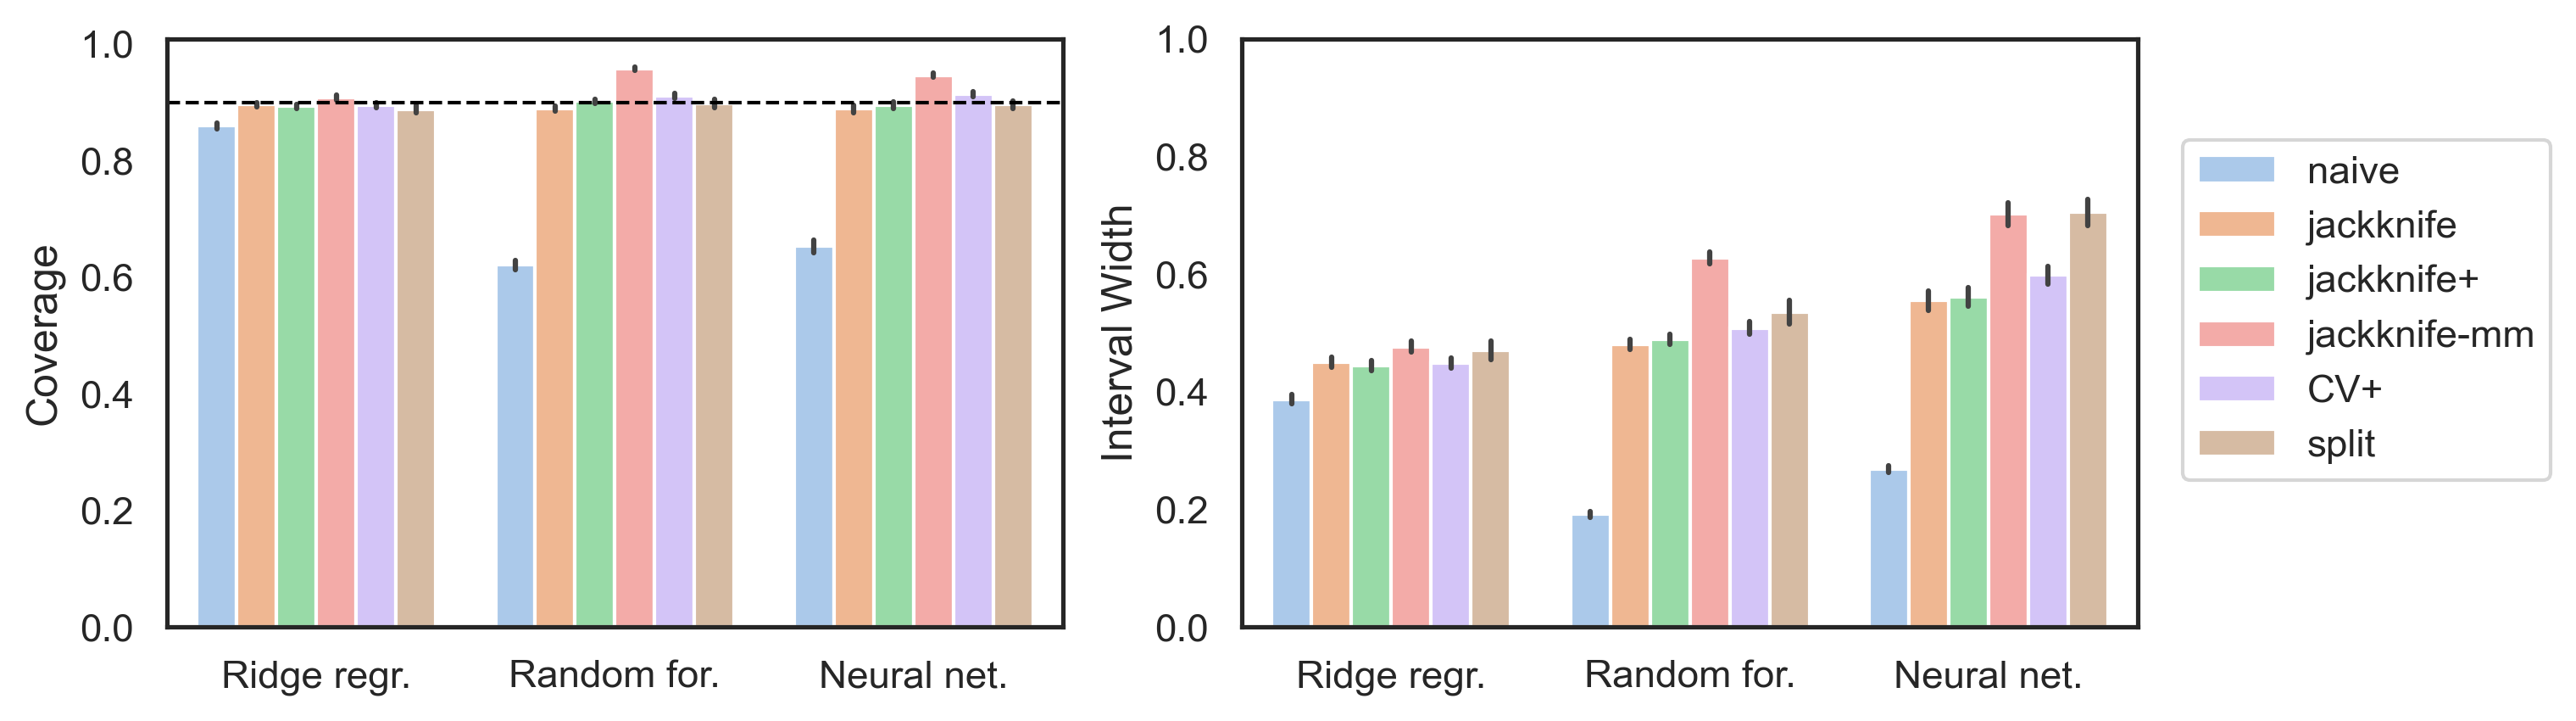 Coverage
1.0
0.8
0.6
0.4
0.2
0.0
Ridge regr.
Random for.
Neural net.
Interval Width
1.0
0.8
0.6
0.4
0.2
0.0
Ridge regr.
Random for.
Neural net.
naive
jackknife
jackknife+
jackknife-mm
CV+
split